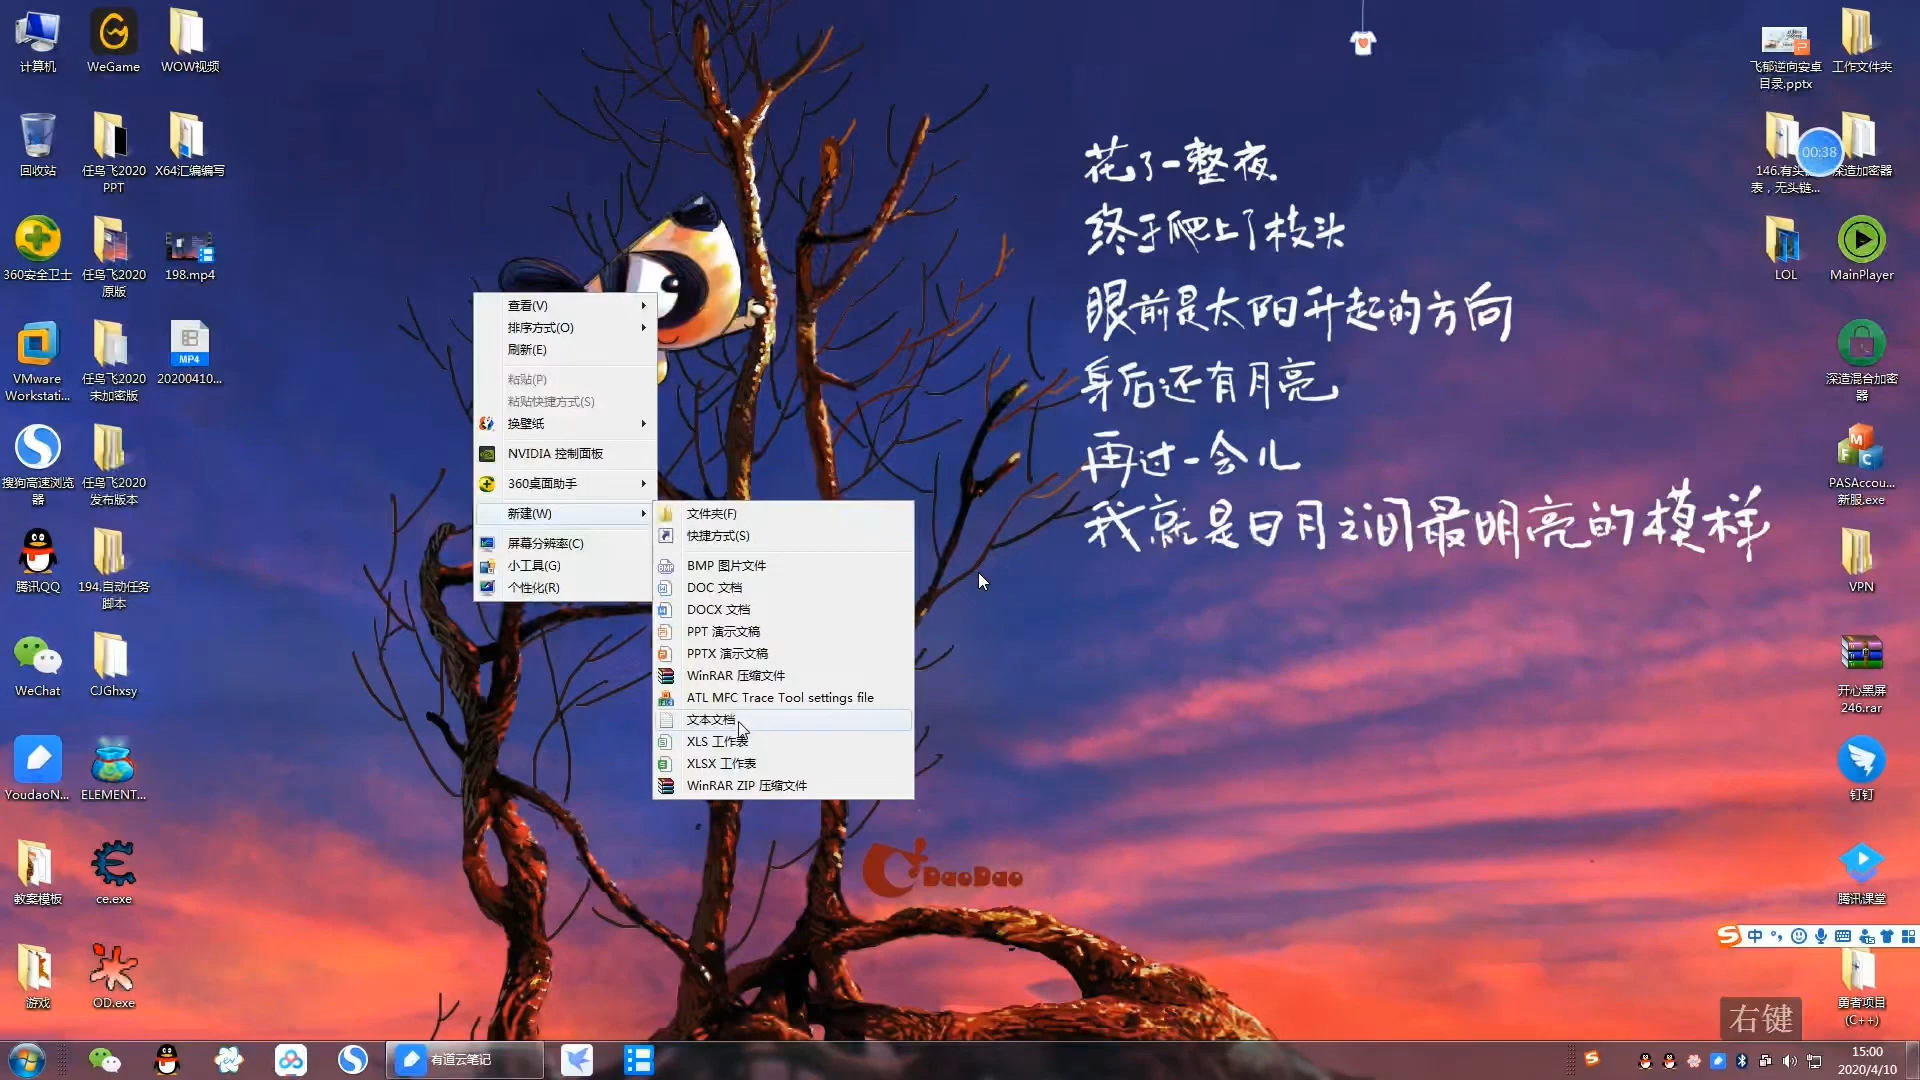 计算机
WeGame
WOW视频
回收站
任鸟飞2020
PPT
X64汇编编写
360安全卫士
任鸟飞2020
原版
198.mp4
VMware
Workstati...
任鸟飞2020
未加密版
MP4
20200410...
搜狗高速浏览
器
任鸟飞2020
发布版本
腾讯QQ
194.自动任务
脚本
WeChat
CJGhxsy
YoudaoN...
ELEMENT...
教案模板
ce.exe
游戏
OD.exe
查看(V)
排序方式(O)
刷新(E)
粘贴(P)
粘贴快捷方式(S)
换壁纸
NVIDIA 控制面板
360桌面助手
新建(W)
屏幕分辨率(C)
小工具(G)
个性化(R)
文件夹(F)
快捷方式(S)
BMP 图片文件
DOC 文档
DOCX 文档
PPT 演示文稿
PPTX 演示文稿
WinRAR 压缩文件
ATL MFC Trace Tool settings file
文本文档
XLS 工作表
XLSX 工作表
WinRAR ZIP 压缩文件
花了一整夜
终于爬上了枝头
眼前是太阳升起的方向
身后还有月亮
再过一会儿
我就是日月之间最明亮的模样
DaoDao
飞郁逆向安卓
目录.pptx
工作文件夹
00:38
146.有头
表，无头链...
深造加密器
LOL
MainPlayer
深造混合加密
器
PASAccou...
新服.exe
VPN
开心黑屏
246.rar
钉钉
腾讯课堂
中
勇者项目
(C++)
右键
有道云笔记
15:00
2020/4/10